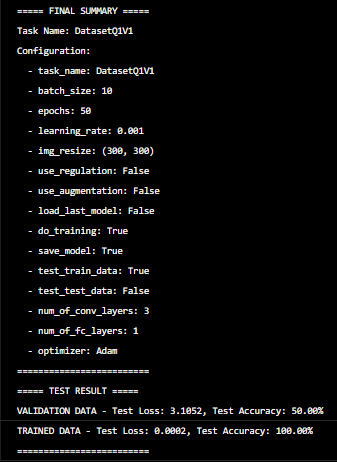 ===== FINAL SUMMARY =====
Task Name: DatasetQ1V1
Configuration:
- task_name: DatasetQ1V1
- batch_size: 10
- epochs: 50
- learning_rate: 0.001
- img_resize: (300, 300)
- use_regulation: False
- use_augmentation: False
- load_last_model: False
- do_training: True
- save_model: True
- test_train_data: True
- test_test_data: False
- num_of_conv_layers: 3
- num_of_fc_layers: 1
- optimizer: Adam
=========================
===== TEST RESULT =====
VALIDATION DATA - Test Loss: 3.1052, Test Accuracy: 50.00%
TRAINED DATA - Test Loss: 0.0002, Test Accuracy: 100.00%
=========================